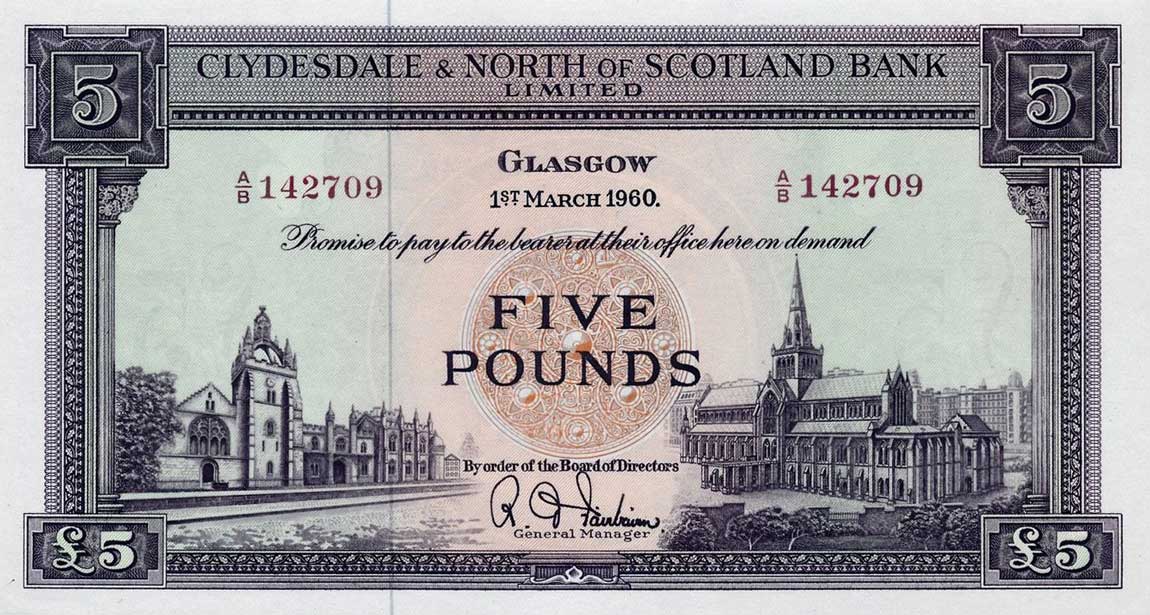 5 5
CLYDESDALE & NORTH OF SCOTLAND BANK
LIMITED
GLASGOW
A/B 142709 A/B 142709
1ST MARCH 1960.
Promise to pay to the bearer at their office here on demand
FIVE
POUNDS
By order of the Board of Directors
R. D. Fairbairn
General Manager
£5 £5